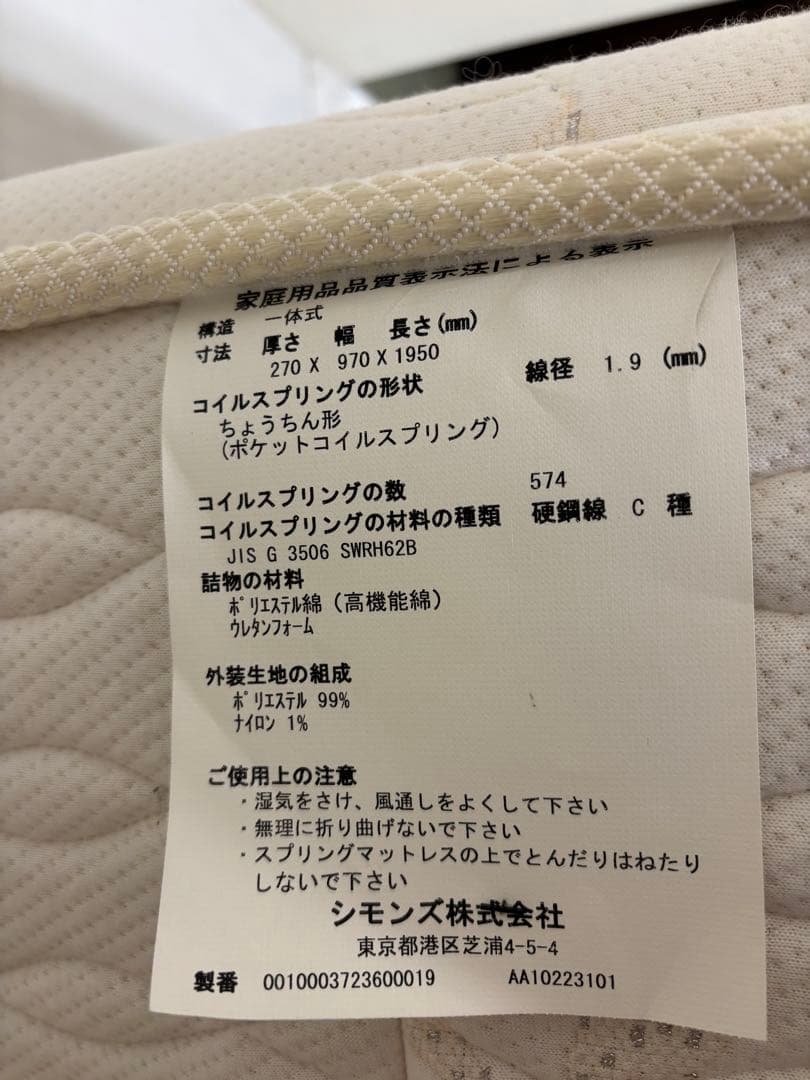 家庭用品品質表示法による表示
構造 一体式
寸法 厚さ 幅 長さ(mm)
270 X 970 X 1950
コイルスプリングの形状 線径 1.9 (mm)
ちょうちん形
(ポケットコイルスプリング)
コイルスプリングの数 574
コイルスプリングの材料の種類 硬鋼線 C 種
JIS G 3506 SWRH62B
詰物の材料
ﾎﾟﾘｴｽﾃﾙ綿(高機能綿)
ｳﾚﾀﾝﾌｫｰﾑ
外装生地の組成
ﾎﾟﾘｴｽﾃﾙ 99%
ﾅｲﾛﾝ 1%
ご使用上の注意
・湿気をさけ、風通しをよくして下さい
・無理に折り曲げないで下さい
・スプリングマットレスの上でとんだりはねたり
しないで下さい
シモンズ株式会社
東京都港区芝浦4-5-4
製番 0010003723600019 AA10223101